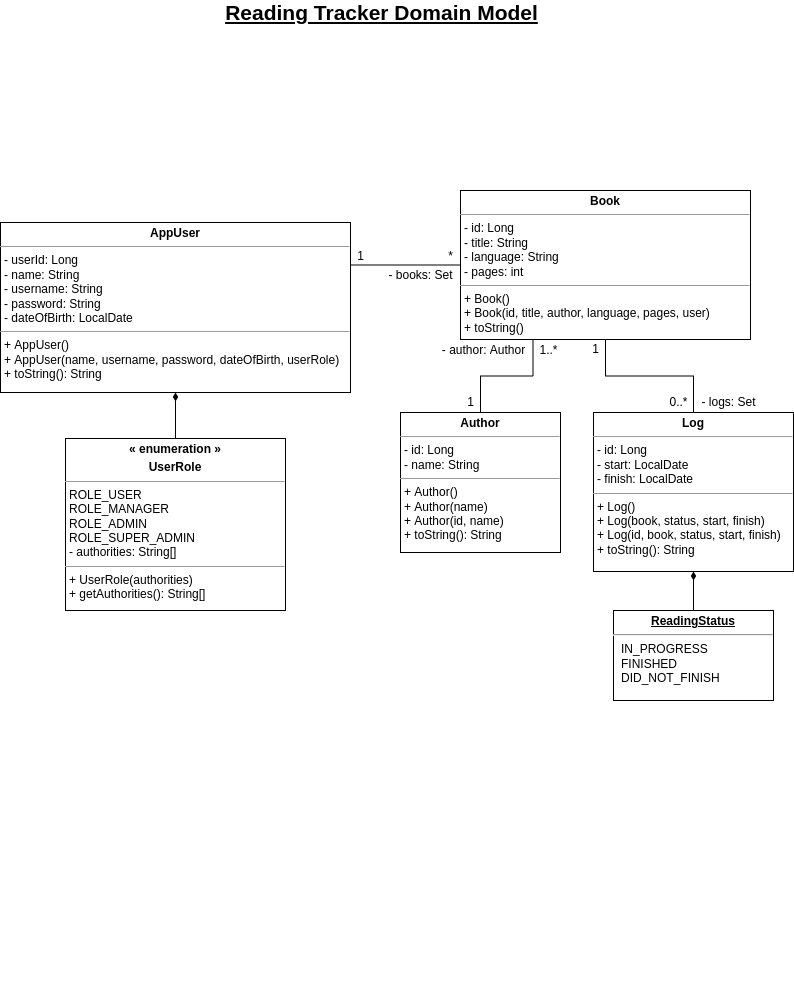 Reading Tracker Domain Model
AppUser
- userId: Long
- name: String
- username: String
- password: String
- dateOfBirth: LocalDate
+ AppUser()
+ AppUser(name, username, password, dateOfBirth, userRole)
+ toString(): String
1
*
- books: Set
Book
- id: Long
- title: String
- language: String
- pages: int
+ Book()
+ Book(id, title, author, language, pages, user)
+ toString()
- author: Author
1..*
1
1
0..*
- logs: Set
« enumeration »
UserRole
ROLE_USER
ROLE_MANAGER
ROLE_ADMIN
ROLE_SUPER_ADMIN
- authorities: String[]
+ UserRole(authorities)
+ getAuthorities(): String[]
Author
- id: Long
- name: String
+ Author()
+ Author(name)
+ Author(id, name)
+ toString(): String
Log
- id: Long
- start: LocalDate
- finish: LocalDate
+ Log()
+ Log(book, status, start, finish)
+ Log(id, book, status, start, finish)
+ toString(): String
ReadingStatus
IN_PROGRESS
FINISHED
DID_NOT_FINISH